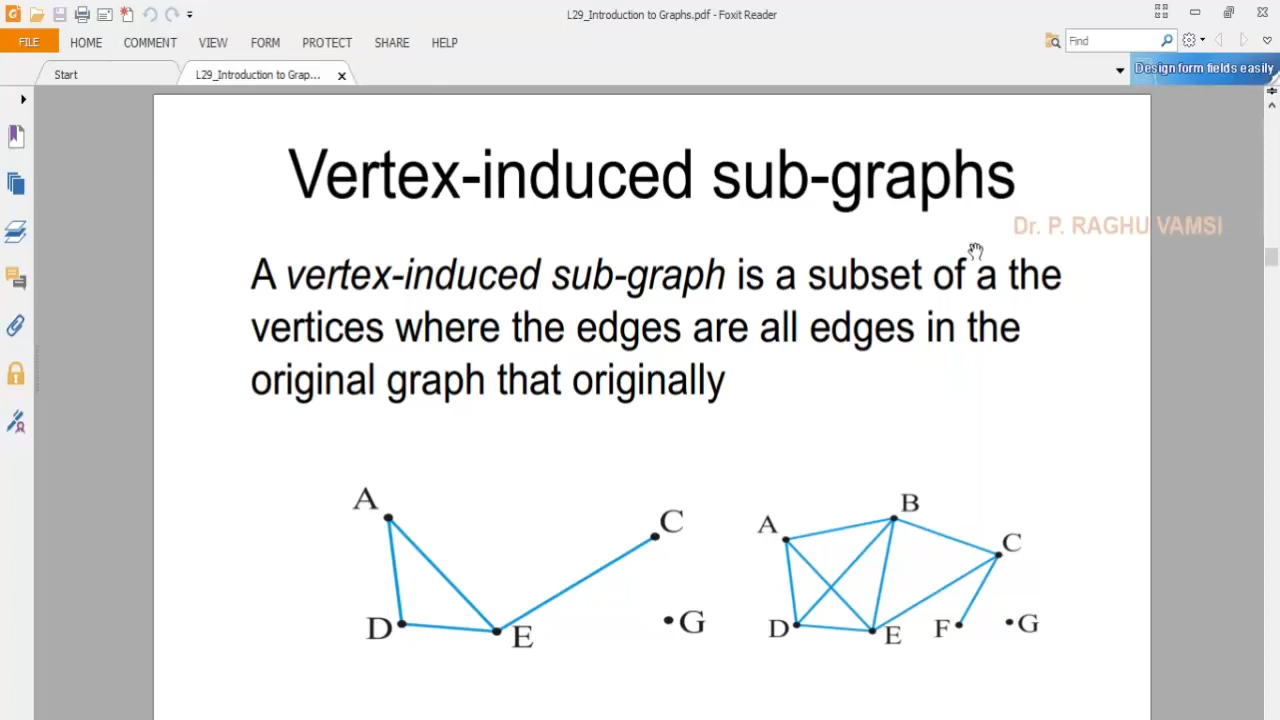 L29_Introduction to Graphs.pdf - Foxit Reader
FILE HOME COMMENT VIEW FORM PROTECT SHARE HELP Find
Start L29_Introduction to Grap... Design form fields easily
Vertex-induced sub-graphs
Dr. P. RAGHU VAMSI
A vertex-induced sub-graph is a subset of a the
vertices where the edges are all edges in the
original graph that originally
A C D E G
A B C D E F G